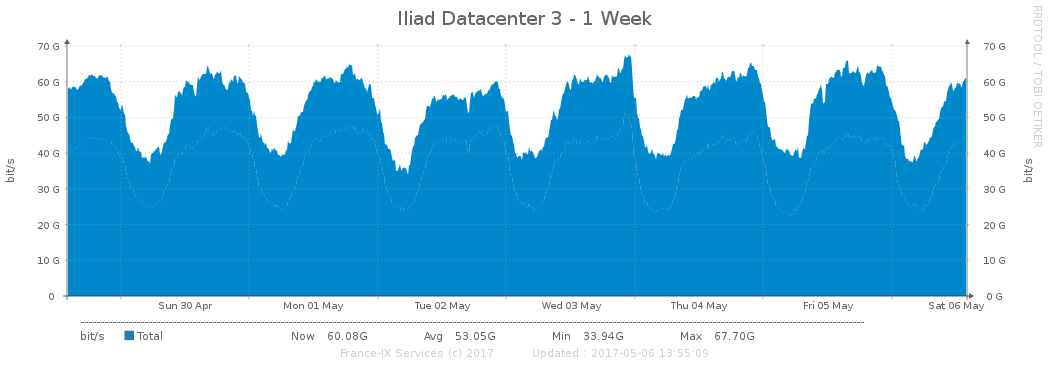 Iliad Datacenter 3 - 1 Week
RRDTOOL / TOBI OETIKER
70 G 70 G
60 G 60 G
50 G 50 G
40 G 40 G
30 G 30 G
20 G 20 G
10 G 10 G
0 0 G
bit/s bit/s
Sun 30 Apr Mon 01 May Tue 02 May Wed 03 May Thu 04 May Fri 05 May Sat 06 May
bit/s Total Now 60.08G Avg 53.05G Min 33.94G Max 67.70G
France-IX Services (c) 2017 Updated : 2017-05-06 13:55:09